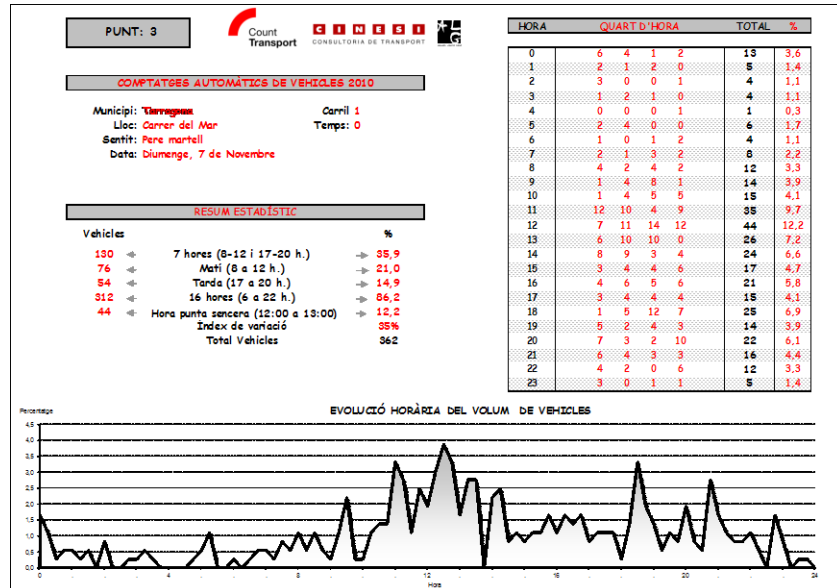 PUNT: 3
Count
Transport
CINESI
CONSULTORIA DE TRANSPORT
COMPTATGES AUTOMÀTICS DE VEHICLES 2010
Municipi: Carril 1
Lloc: Carrer del Mar Temps: 0
Sentit: Pere martell
Data: Diumenge, 7 de Novembre
RESUM ESTADÍSTIC
Vehicles %
130 7 hores (8-12 i 17-20 h.) 35,9
76 Matí (8 a 12 h.) 21,0
54 Tarda (17 a 20 h.) 14,9
312 16 hores (6 a 22 h.) 86,2
44 Hora punta sencera (12:00 a 13:00) 12,2
Índex de variació 35%
Total Vehicles 362
HORA QUART D'HORA TOTAL %
0 6 4 1 2 13 3,6
1 2 1 2 0 5 1,4
2 3 0 0 1 4 1,1
3 1 2 1 0 4 1,1
4 0 0 0 1 1 0,3
5 2 4 0 0 6 1,7
6 1 0 1 2 4 1,1
7 2 1 3 2 8 2,2
8 4 2 4 2 12 3,3
9 1 4 8 1 14 3,9
10 1 4 5 5 15 4,1
11 12 10 4 9 35 9,7
12 7 11 14 12 44 12,2
13 6 10 10 0 26 7,2
14 8 9 3 4 24 6,6
15 3 4 4 6 17 4,7
16 4 6 5 6 21 5,8
17 3 4 4 4 15 4,1
18 1 5 12 7 25 6,9
19 5 2 4 3 14 3,9
20 7 3 2 10 22 6,1
21 6 4 3 3 16 4,4
22 4 2 0 6 12 3,3
23 3 0 1 1 5 1,4
EVOLUCIÓ HORÀRIA DEL VOLUM DE VEHICLES
Percentatge
4,5
4,0
3,5
3,0
2,5
2,0
1,5
1,0
0,5
0,0
0 4 8 12 16 20 24
Hora